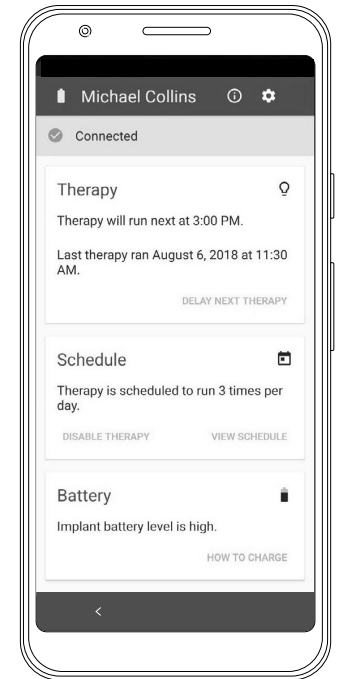 Michael Collins
Connected
Therapy
Therapy will run next at 3:00 PM.
Last therapy ran August 6, 2018 at 11:30
AM.
DELAY NEXT THERAPY
Schedule
Therapy is scheduled to run 3 times per
day.
DISABLE THERAPY VIEW SCHEDULE
Battery
Implant battery level is high.
HOW TO CHARGE